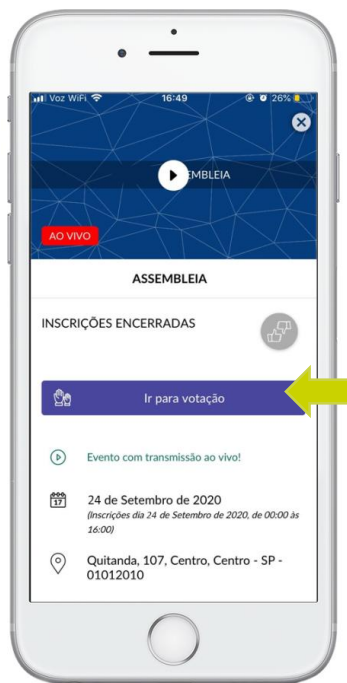 Voz WiFi 16:49 26%
EMBLEIA
AO VIVO
ASSEMBLEIA
INSCRIÇÕES ENCERRADAS
Ir para votação
Evento com transmissão ao vivo!
17
24 de Setembro de 2020
(Inscrições dia 24 de Setembro de 2020, de 00:00 às
16:00)
Quitanda, 107, Centro, Centro - SP -
01012010